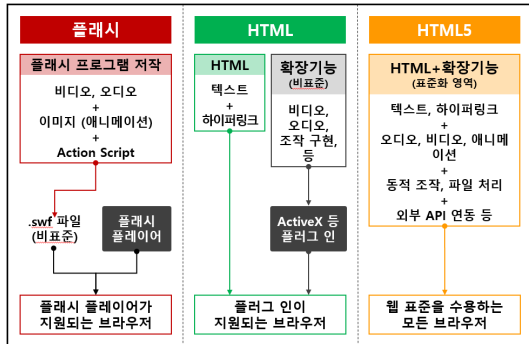 플래시
플래시 프로그램 저작
비디오, 오디오
+
이미지 (애니메이션)
+
Action Script
.swf 파일
(비표준)
플래시
플레이어
플래시 플레이어가
지원되는 브라우저
HTML
HTML
텍스트
+
하이퍼링크
확장기능
(비표준)
비디오,
오디오,
조작 구현,
등
ActiveX 등
플러그 인
플러그 인이
지원되는 브라우저
HTML5
HTML+확장기능
(표준화 영역)
텍스트, 하이퍼링크
+
오디오, 비디오, 애니메
이션
+
동적 조작, 파일 처리
+
외부 API 연동 등
웹 표준을 수용하는
모든 브라우저